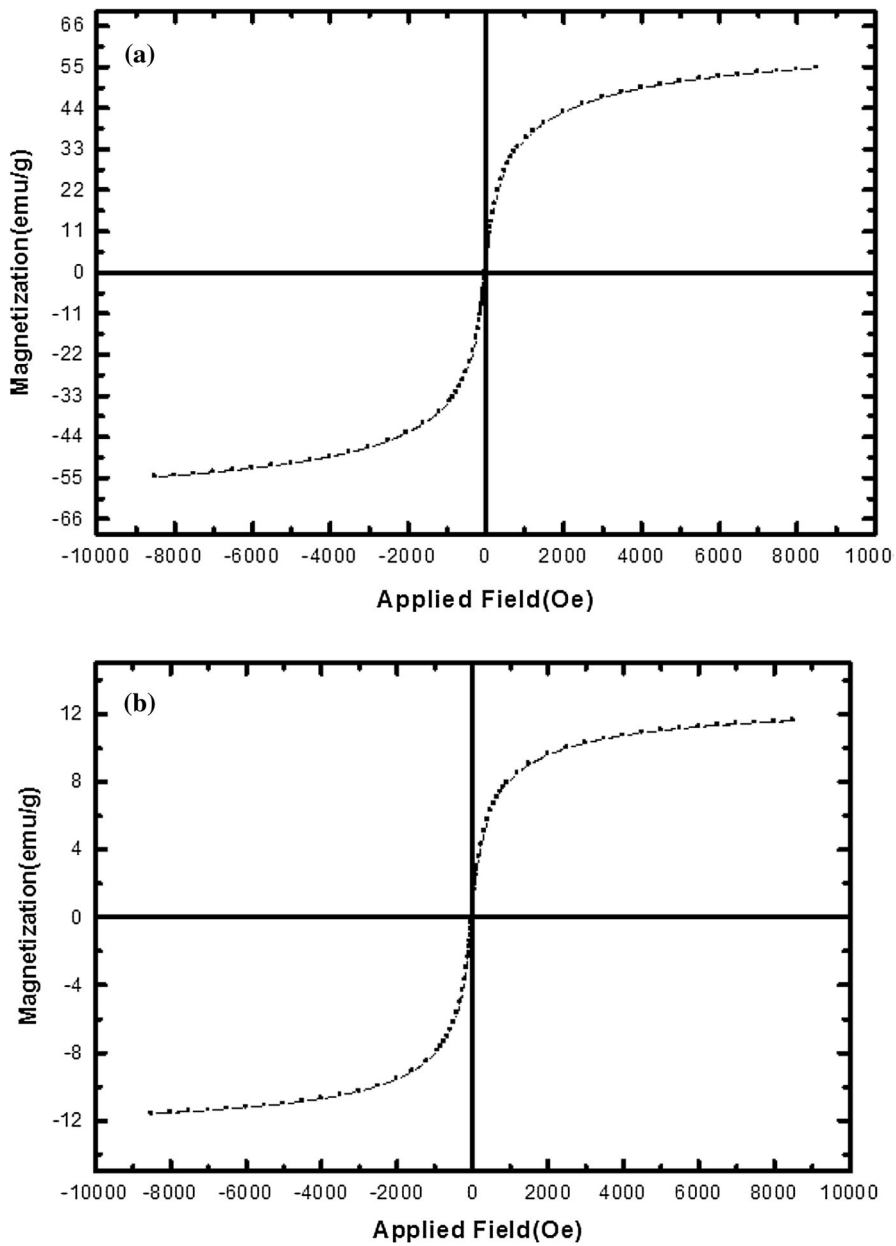 (a)
66
55
44
33
22
11
0
-11
-22
-33
-44
-55
-66
Magnetization(emu/g)
-10000 -8000 -6000 -4000 -2000 0 2000 4000 6000 8000 1000
Applied Field(Oe)
(b)
12
8
4
0
-4
-8
-12
Magnetization(emu/g)
-10000 -8000 -6000 -4000 -2000 0 2000 4000 6000 8000 10000
Applied Field(Oe)